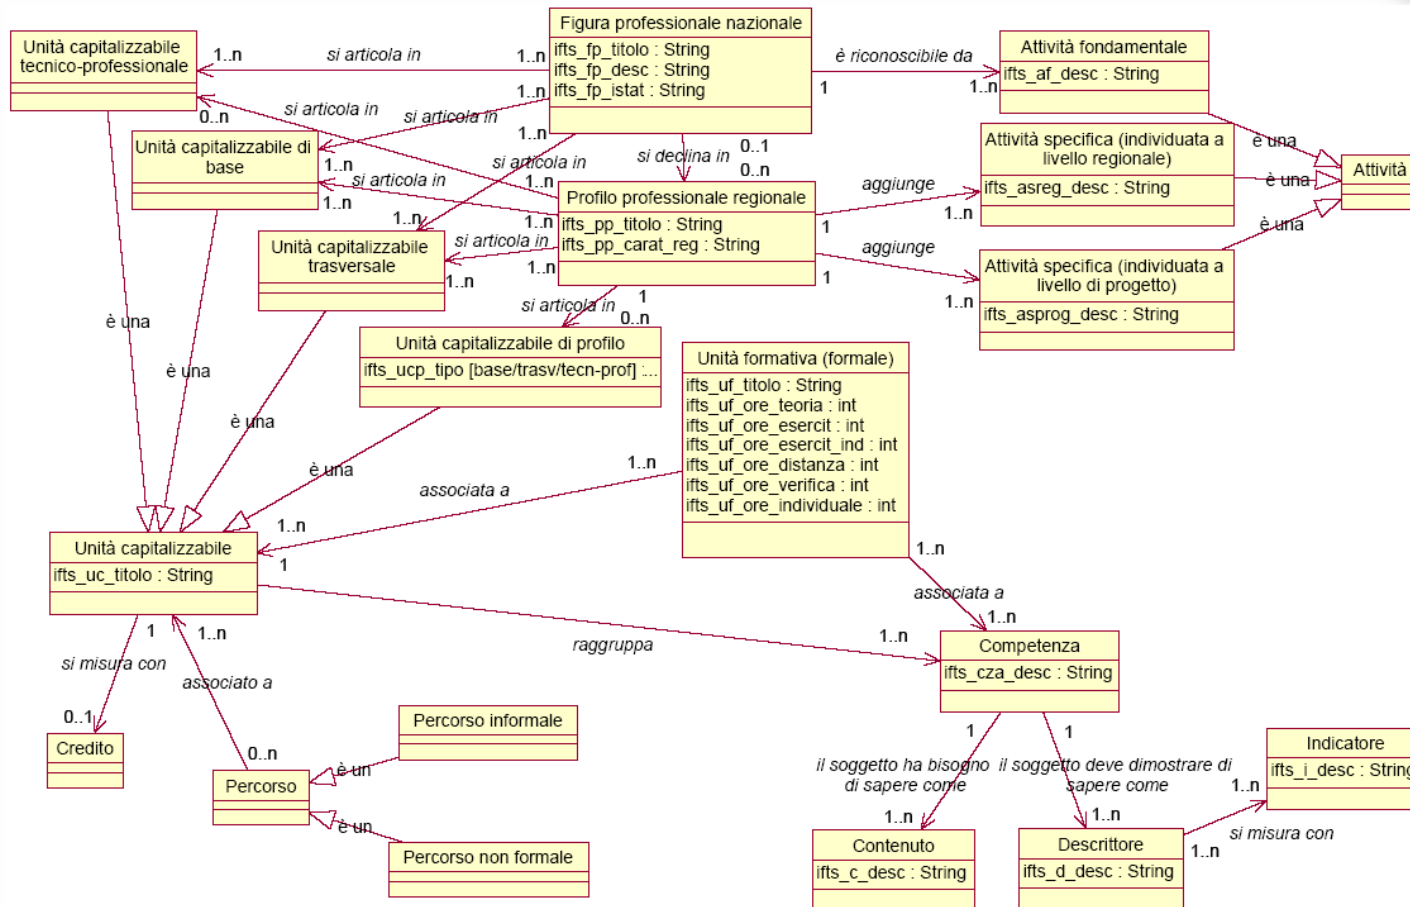 Figura professionale nazionale
ifts_fp_titolo : String
ifts_fp_desc : String
ifts_fp_istat : String
Unità capitalizzabile
tecnico-professionale
1..n
si articola in
1..n
è riconoscibile da
1
1..n
Attività fondamentale
ifts_af_desc : String
si articola in
0..n
1..n
si articola in
1..n
1..n
si articola in
Unità capitalizzabile di
base
1..n
si articola in
1..n
si declina in
0..1
0..n
1..n
Attività specifica (individuata a
livello regionale)
ifts_asreg_desc : String
è una
è una
è una
Attività
Profilo professionale regionale
ifts_pp_titolo : String
ifts_pp_carat_reg : String
aggiunge
1
1..n
aggiunge
1
1..n
Attività specifica (individuata a
livello di progetto)
ifts_asprog_desc : String
1..n
1..n
si articola in
1..n
1..n
Unità capitalizzabile
trasversale
1
si articola in
0..n
è una
è una
è una
è una
Unità capitalizzabile di profilo
ifts_ucp_tipo [base/trasv/tecn-prof] :...
Unità formativa (formale)
ifts_uf_titolo : String
ifts_uf_ore_teoria : int
ifts_uf_ore_esercit : int
ifts_uf_ore_esercit_ind : int
ifts_uf_ore_distanza : int
ifts_uf_ore_verifica : int
ifts_uf_ore_individuale : int
1..n
associata a
1..n
1
Unità capitalizzabile
ifts_uc_titolo : String
1..n
associata a
1..n
raggruppa
1..n
Competenza
ifts_cza_desc : String
1
si misura con
0..1
Credito
1..n
associato a
0..n
Percorso
Percorso informale
è un
è un
Percorso non formale
1
il soggetto ha bisogno
di sapere come
1..n
Contenuto
ifts_c_desc : String
1
il soggetto deve dimostrare di
sapere come
1..n
Descrittore
ifts_d_desc : String
1..n
si misura con
1..n
Indicatore
ifts_i_desc : String